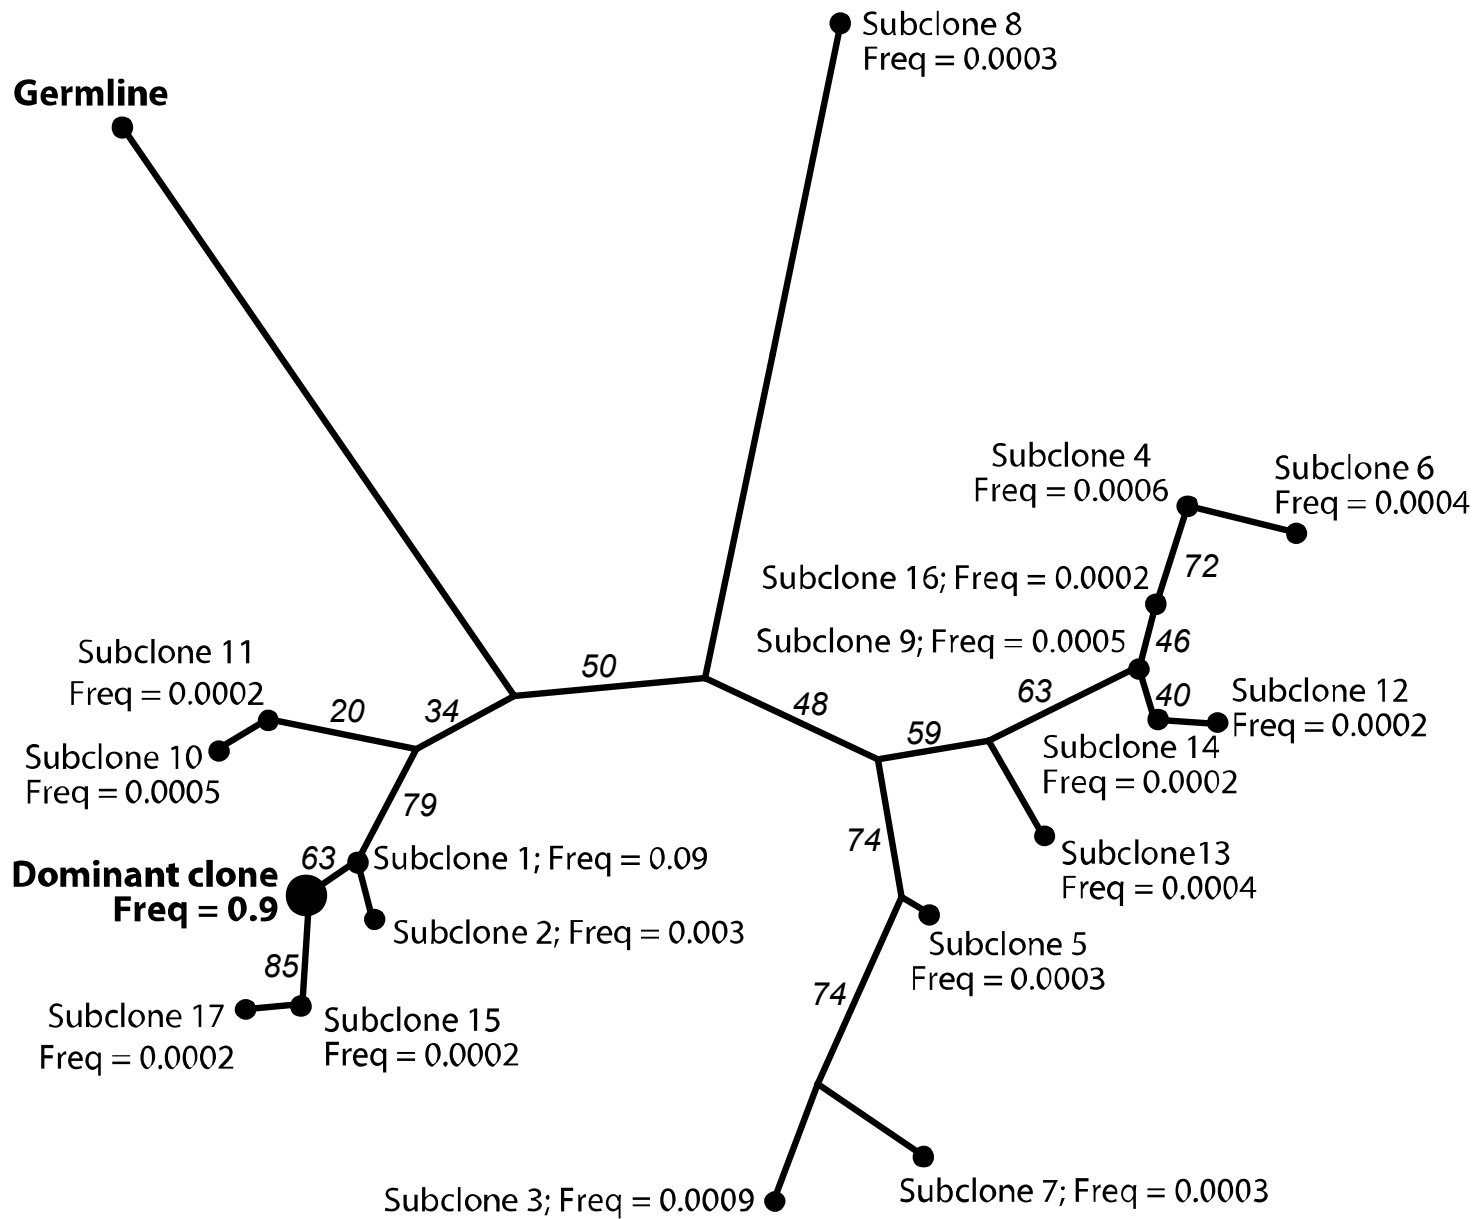 Subclone 8
Freq = 0.0003
Germline
Subclone 4
Freq = 0.0006
Subclone 6
Freq = 0.0004
72
Subclone 16; Freq = 0.0002
Subclone 9; Freq = 0.0005
46
Subclone 11
Freq = 0.0002
50
20
34
48
63
40
Subclone 12
Freq = 0.0002
59
Subclone 14
Freq = 0.0002
Subclone 10
Freq = 0.0005
79
74
Subclone13
Freq = 0.0004
63
Subclone 1; Freq = 0.09
Dominant clone
Freq = 0.9
Subclone 2; Freq = 0.003
Subclone 5
Freq = 0.0003
85
74
Subclone 17
Freq = 0.0002
Subclone 15
Freq = 0.0002
Subclone 3; Freq = 0.0009
Subclone 7; Freq = 0.0003